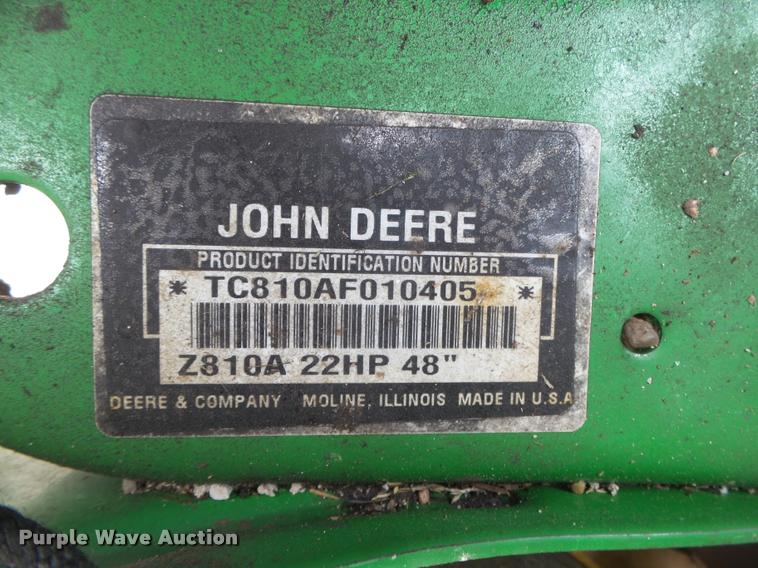 JOHN DEERE
PRODUCT IDENTIFICATION NUMBER
* TC810AF010405 *
Z810A 22HP 48"
DEERE & COMPANY MOLINE, ILLINOIS MADE IN U.S.A
Purple Wave Auction